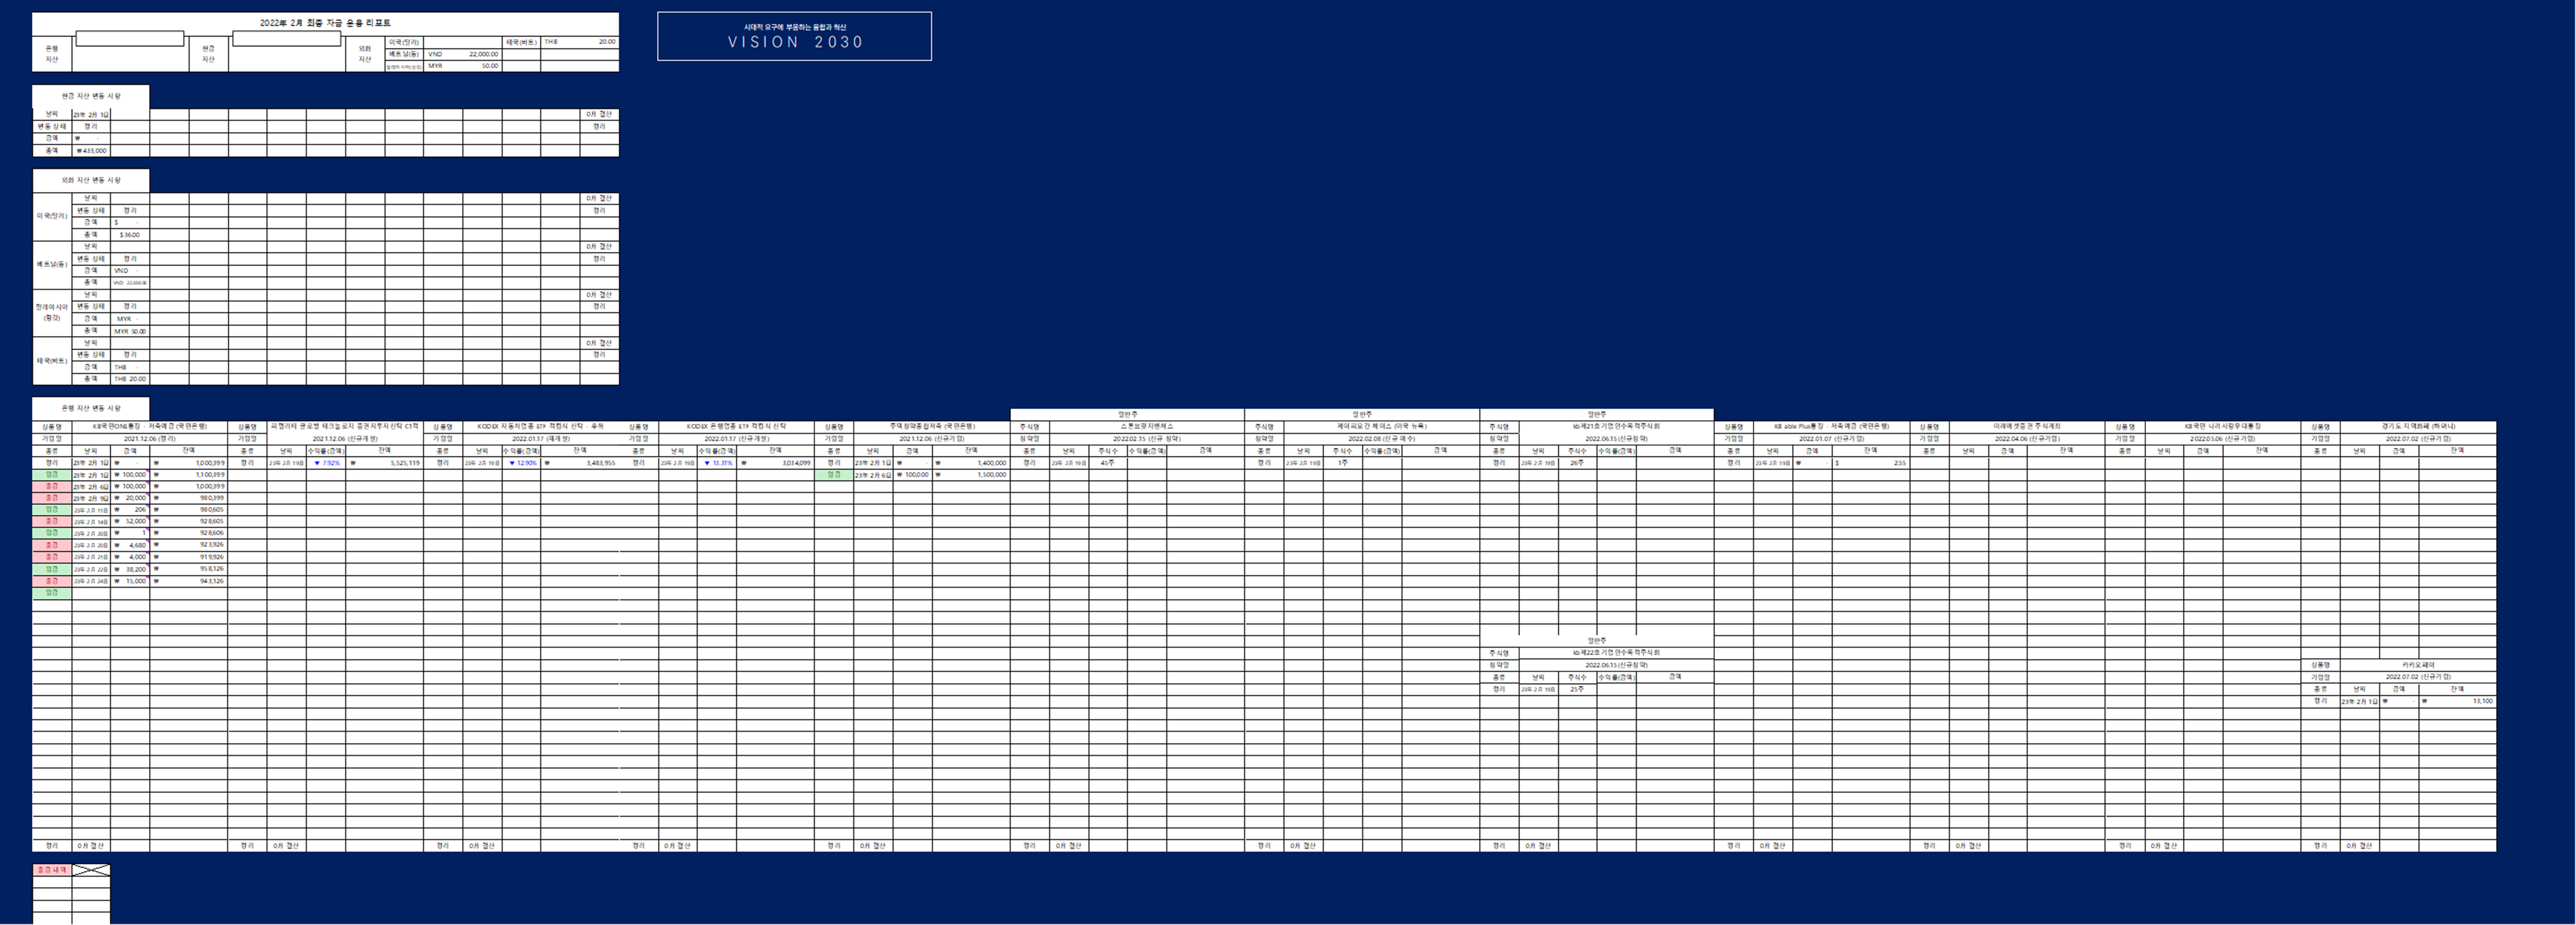 2022年 2月 최종 자금 운용 리포트
은행 자산 현금 자산 외화 자산 미국(달러) 태국(바트) THB 20.00
베트남(동) VND 22,000.00
MYR 50.00
시대적 요구에 부응하는 융합과 혁신
VISION 2030
현금 자산 변동 사항
날짜 23年 2月 1日 0月 결산
변동 상태 정리 정리
금액 ₩ -
총액 ₩433,000
외화 자산 변동 사항
미국(달러) 날짜 0月 결산
변동 상태 정리 정리
금액 $ -
총액 $ 36.00
베트남(동) 날짜 0月 결산
변동 상태 정리 정리
금액 VND -
총액 VND 22,000.00
말레이시아(링깃) 날짜 0月 결산
변동 상태 정리 정리
금액 MYR -
총액 MYR 50.00
태국(바트) 날짜 0月 결산
변동 상태 정리 정리
금액 THB -
총액 THB 20.00
은행 자산 변동 사항
일반주 일반주 일반주
상품명 KB국민ONE통장 - 저축예금 (국민은행) 상품명 피델리티 글로벌 테크놀로지 증권자투자신탁 상품명 KODEX 자동차업종 ETF 적립식 신탁 - 우허 상품명 KODEX 은행업종 ETF 적립식 신탁 상품명 주택청약종합저축 (국민은행) 주식명 스톤브릿지벤처스 주식명 제이피모간 체이스 (미국 뉴욕) 주식명 kb제21호기업인수목적주식회 상품명 KB able Plus통장 - 저축예금 (국민은행) 상품명 미래에셋증권 주식계좌 상품명 KB국민 나라사랑우대통장 상품명 경기도 지역화폐 (하머니)
가입일 2021.12.06 (정리) 가입일 2021.12.06 (신규개설) 가입일 2022.01.17 (재개설) 가입일 2022.01.17 (신규개설) 가입일 2021.12.06 (신규가입) 청약일 2022.02.15 (신규 청약) 청약일 2022.02.08 (신규 매수) 청약일 2022.06.15(신규청약) 가입일 2022.01.07 (신규가입) 가입일 2022.04.06 (신규가입) 가입일 20222.05.06 (신규가입) 가입일 2022.07.02 (신규가입)
종류 날짜 금액 잔액 종류 날짜 수익률(금액) 잔액 종류 날짜 수익률(금액) 잔액 종류 날짜 수익률(금액) 잔액 종류 날짜 금액 잔액 종류 날짜 주식수 수익률(금액) 금액 종류 날짜 주식수 수익률(금액) 금액 종류 날짜 주식수 수익률(금액) 금액 종류 날짜 금액 잔액 종류 날짜 금액 잔액 종류 날짜 금액 잔액 종류 날짜 금액 잔액
정리 23年 2月 1日 ₩ - 1,000,399 정리 23年 2月 19日 ▼ 7.92% ₩ 5,525,119 정리 23年 2月 19日 ▼ 12.90% ₩ 3,483,955 정리 23年 2月 19日 ▼ 13.31% ₩ 3,034,099 정리 23年 2月 1日 ₩ - ₩ 1,400,000 정리 23年 2月 19日 45주 정리 23年 2月 19日 1주 정리 23年 2月 19日 26주 정리 23年 2月 19日 ₩ - $ 2.55
입금 23年 2月 1日 ₩ 100,000 ₩ 1,100,399 입금 23年 2月 6日 ₩ 100,000 ₩ 1,500,000
출금 23年 2月 6日 ₩ 100,000 ₩ 1,000,399
출금 23年 2月 9日 ₩ 20,000 ₩ 980,399
입금 23年 2月 11日 ₩ 206 ₩ 980,605
출금 23年 2月 14日 ₩ 52,000 ₩ 928,605
입금 23年 2月 20日 ₩ 1 ₩ 928,606
출금 23年 2月 20日 ₩ 4,680 ₩ 923,926
출금 23年 2月 21日 ₩ 4,000 ₩ 919,926
입금 23年 2月 22日 ₩ 38,200 ₩ 958,126
출금 23年 2月 24日 ₩ 15,000 ₩ 943,126
입금
일반주
주식명 kb제22호기업인수목적주식회
청약일 2022.06.15(신규청약) 상품명 카카오페이
종류 날짜 주식수 수익률(금액) 금액 가입일 2022.07.02 (신규가입)
정리 23年 2月 19日 25주 종류 날짜 금액 잔액
정리 23年 2月 1日 ₩ - ₩ 13,100
정리 0月 결산 정리 0月 결산 정리 0月 결산 정리 0月 결산 정리 0月 결산 정리 0月 결산 정리 0月 결산 정리 0月 결산 정리 0月 결산 정리 0月 결산 정리 0月 결산 정리 0月 결산
출금 내역